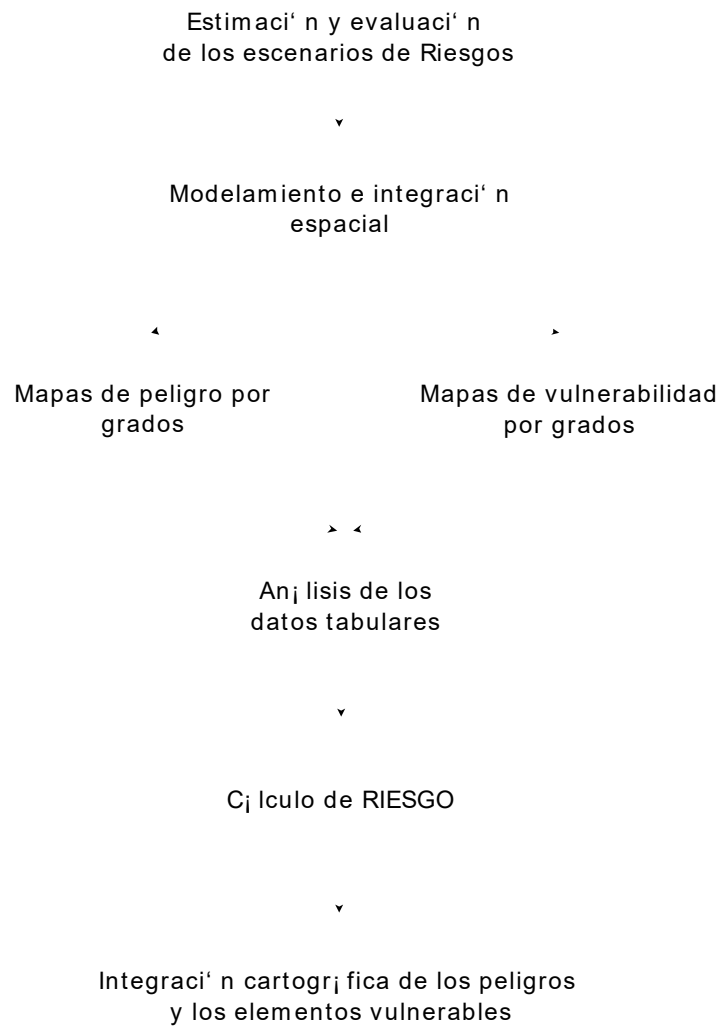 Estimaci‘ n y evaluaci‘ n
de los escenarios de Riesgos
Modelamiento e integraci‘ n
espacial
Mapas de peligro por
grados
Mapas de vulnerabilidad
por grados
An¡ lisis de los
datos tabulares
C¡ lculo de RIESGO
Integraci‘ n cartogr¡ fica de los peligros
y los elementos vulnerables